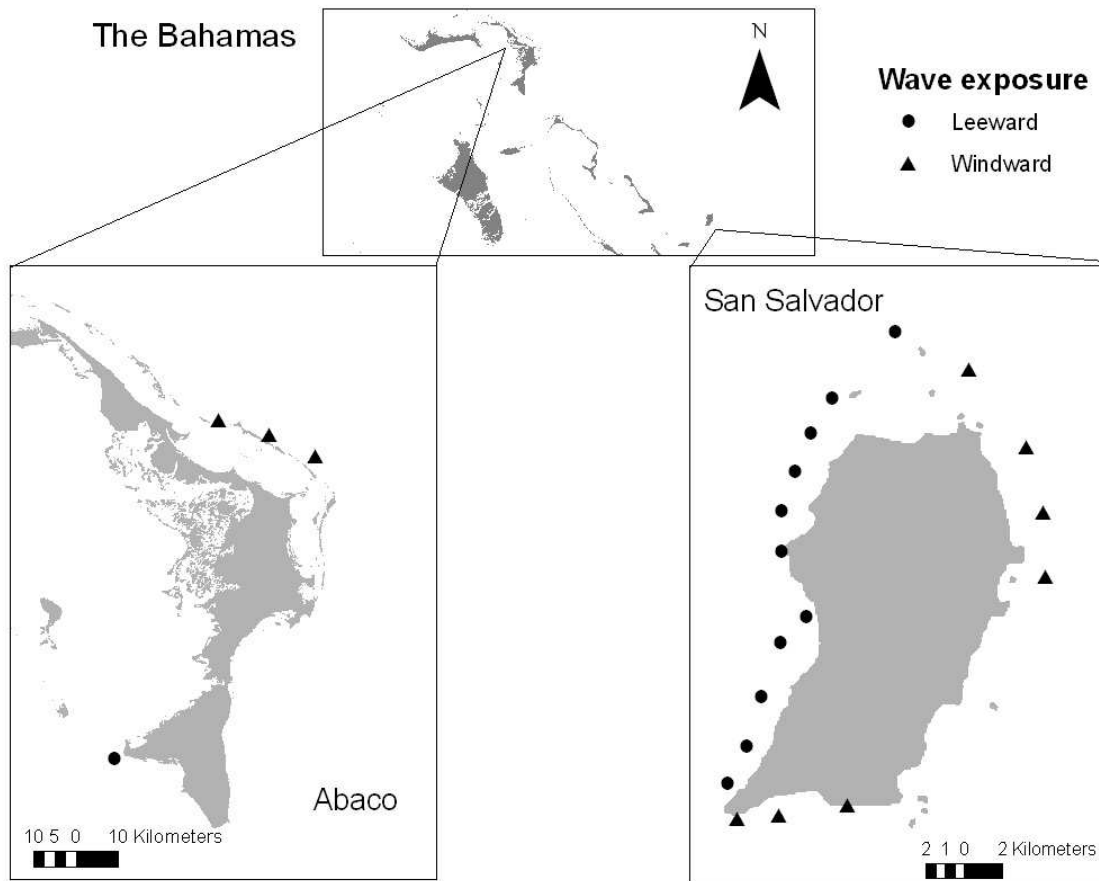 The Bahamas
N
Wave exposure
Leeward
Windward
San Salvador
Abaco
10 5 0 10 Kilometers
2 1 0 2 Kilometers